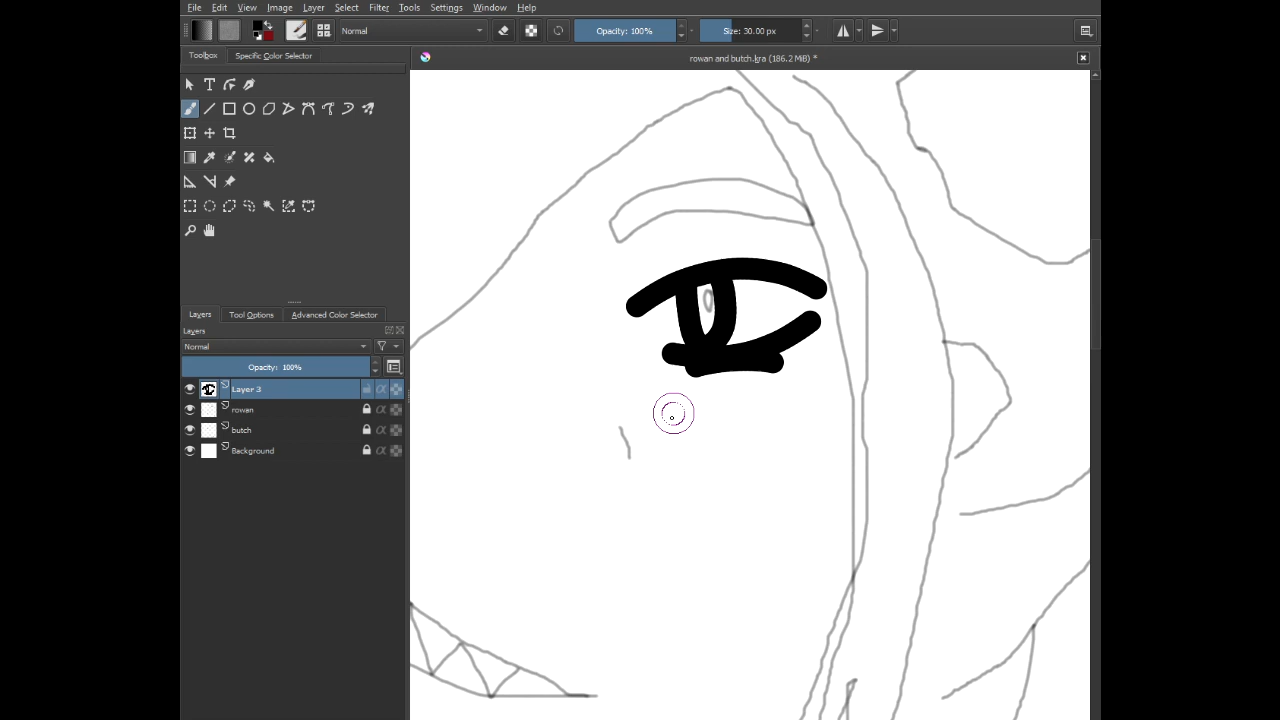 File Edit View Image Layer Select Filter Tools Settings Window Help
Normal Opacity: 100% Size: 30.00 px
Toolbox Specific Color Selector
rowan and butch.kra (186.2 MiB) *
Layers Tool Options Advanced Color Selector
Layers
Normal
Opacity: 100%
Layer 3
rowan
butch
Background